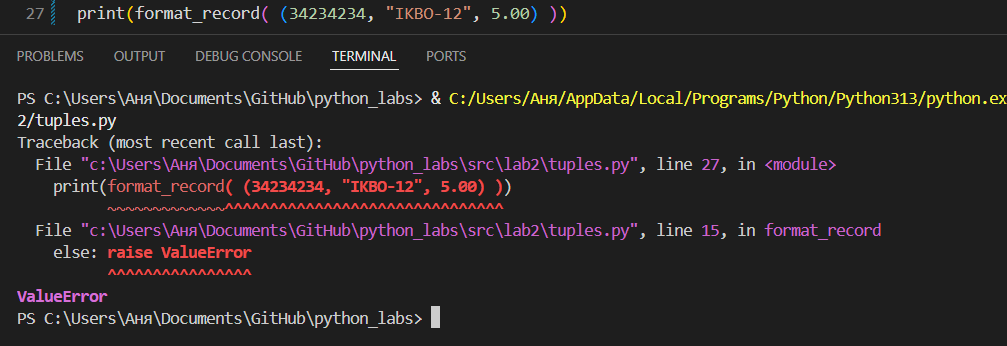 27 print(format_record( (34234234, "IKBO-12", 5.00) ))
PROBLEMS OUTPUT DEBUG CONSOLE TERMINAL PORTS
PS C:\Users\Аня\Documents\GitHub\python_labs> & C:/Users/Аня/AppData/Local/Programs/Python/Python313/python.ex
2/tuples.py
Traceback (most recent call last):
  File "c:\Users\Аня\Documents\GitHub\python_labs\src\lab2\tuples.py", line 27, in <module>
    print(format_record( (34234234, "IKBO-12", 5.00) ))
          ~~~~~~~~~~~~~^^^^^^^^^^^^^^^^^^^^^^^^^^^^^^^
  File "c:\Users\Аня\Documents\GitHub\python_labs\src\lab2\tuples.py", line 15, in format_record
    else: raise ValueError
          ^^^^^^^^^^^^^^^^
ValueError
PS C:\Users\Аня\Documents\GitHub\python_labs>